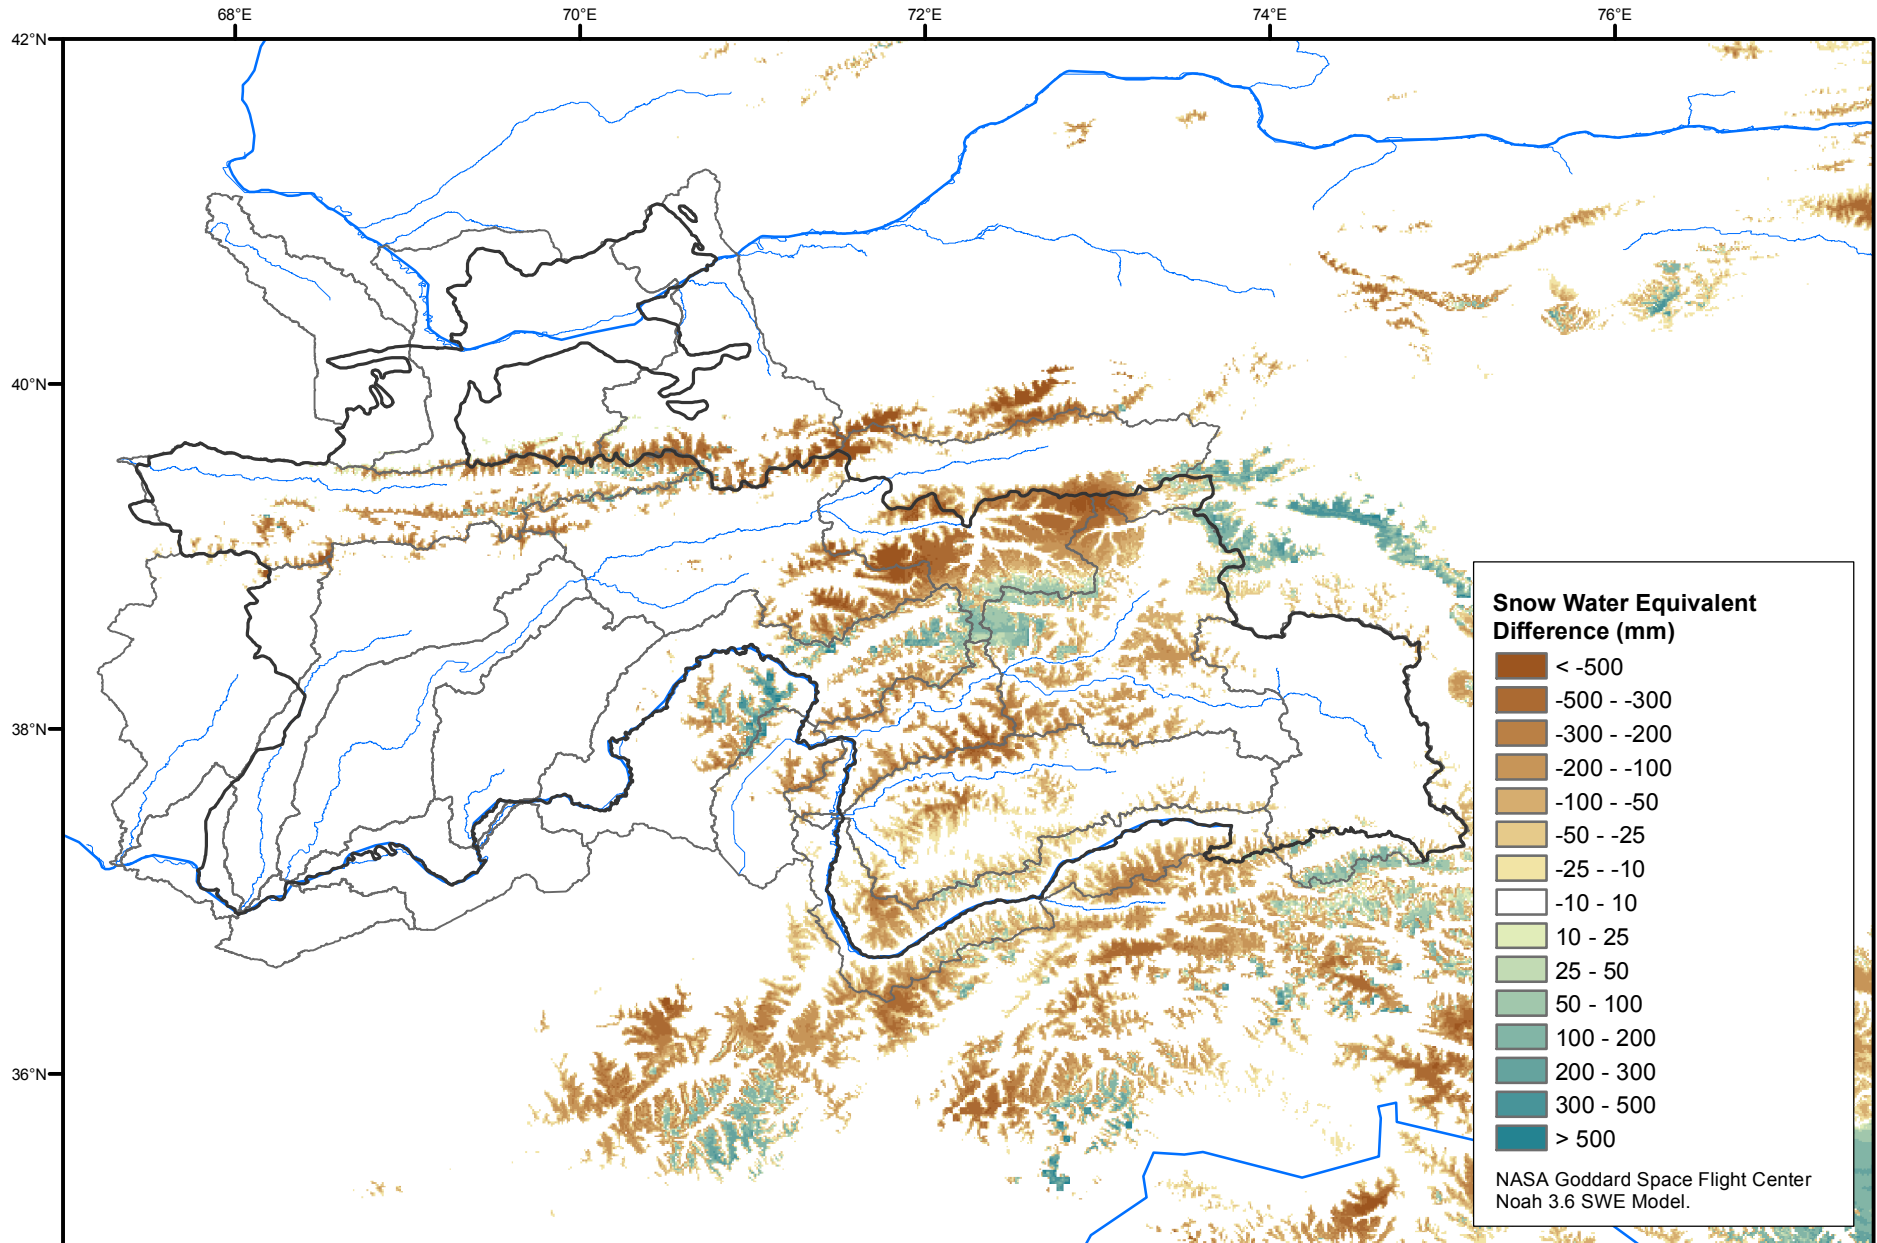 68°E 70°E 72°E 74°E 76°E
42°N
40°N
38°N
36°N
Snow Water Equivalent
Difference (mm)
< -500
-500 - -300
-300 - -200
-200 - -100
-100 - -50
-50 - -25
-25 - -10
-10 - 10
10 - 25
25 - 50
50 - 100
100 - 200
200 - 300
300 - 500
> 500
NASA Goddard Space Flight Center
Noah 3.6 SWE Model.